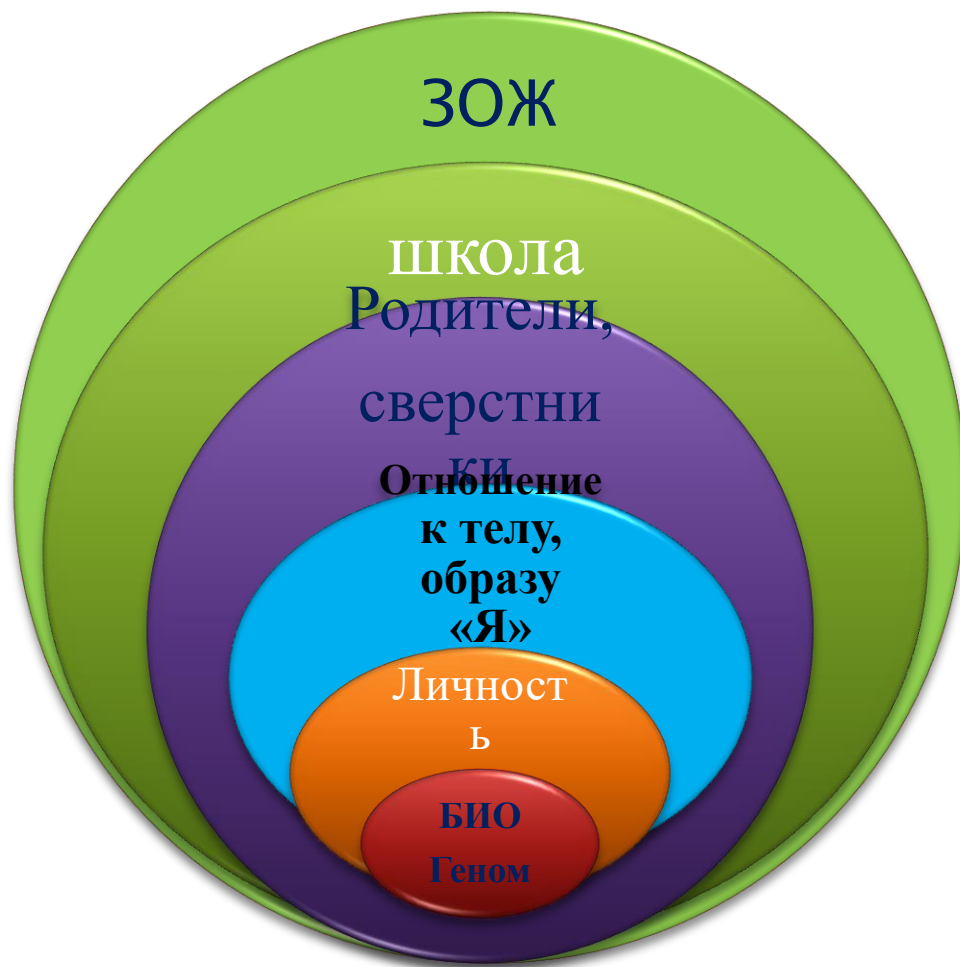 ЗОЖ
школа
Родители,
сверстни
ки
Отношение
к телу,
образу
«Я»
Личност
ь
БИО
Геном